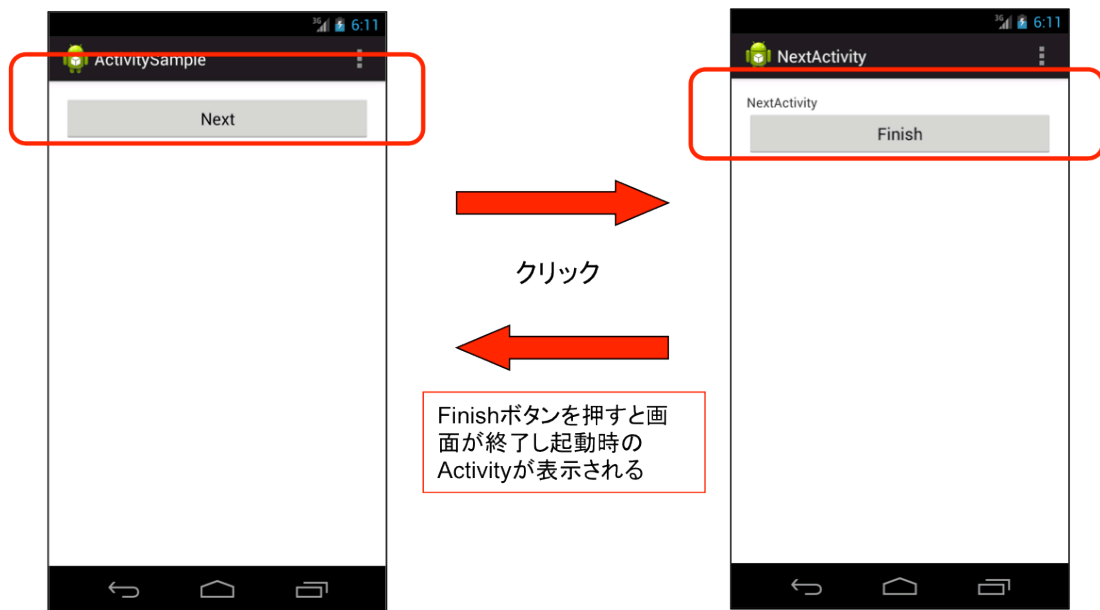 3G 6:11
ActivitySample
Next
3G 6:11
NextActivity
NextActivity
Finish
クリック
Finishボタンを押すと画
面が終了し起動時の
Activityが表示される